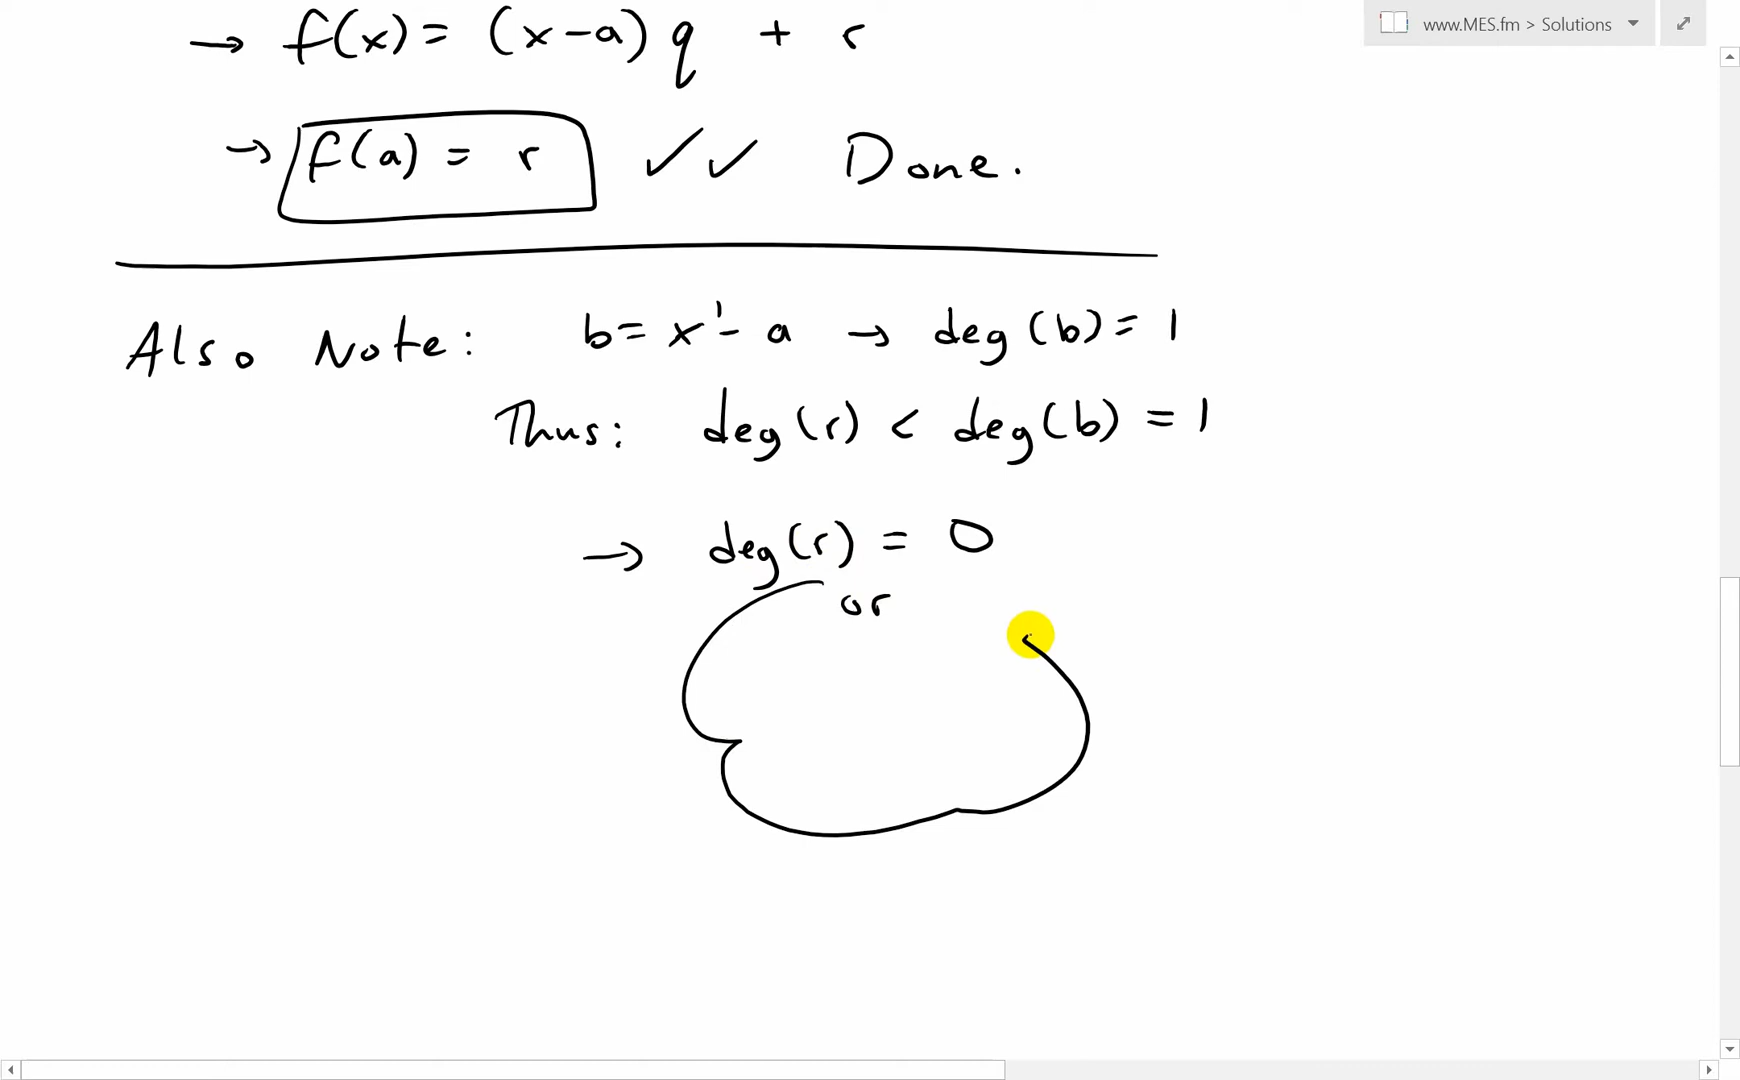 www.MES.fm > Solutions
→ f(x) = (x-a) q + r
→ f(a) = r ✓✓ Done.
Also Note: b = x¹ - a → deg(b) = 1
Thus: deg(r) < deg(b) = 1
→ deg(r) = 0
or